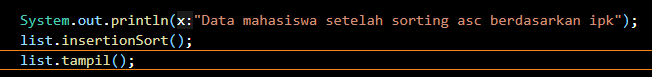 System.out.println(x:"Data mahasiswa setelah sorting asc berdasarkan ipk");
list.insertionSort();
list.tampil();